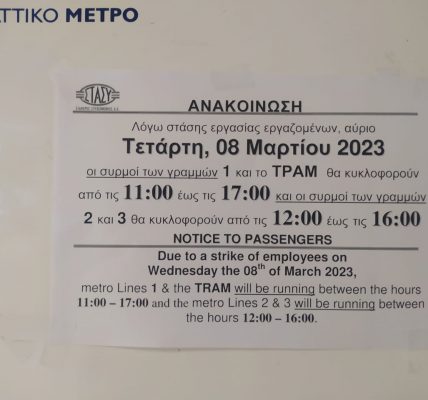 ΤΤΙΚΟ ΜΕΤΡΟ
ΣΤΑΣΥ
ΑΝΑΚΟΙΝΩΣΗ
Λόγω στάσης εργασίας εργαζομένων, αύριο
Τετάρτη, 08 Μαρτίου 2023
οι συρμοί των γραμμών 1 και το ΤΡΑΜ θα κυκλοφορούν
από τις 11:00 έως τις 17:00 και οι συρμοί των γραμμών
2 και 3 θα κυκλοφορούν από τις 12:00 έως τις 16:00
NOTICE TO PASSENGERS
Due to a strike of employees on
Wednesday the 08th of March 2023,
metro Lines 1 & the TRAM will be running between the hours
11:00 – 17:00 and the metro Lines 2 & 3 will be running between
the hours 12:00 – 16:00.